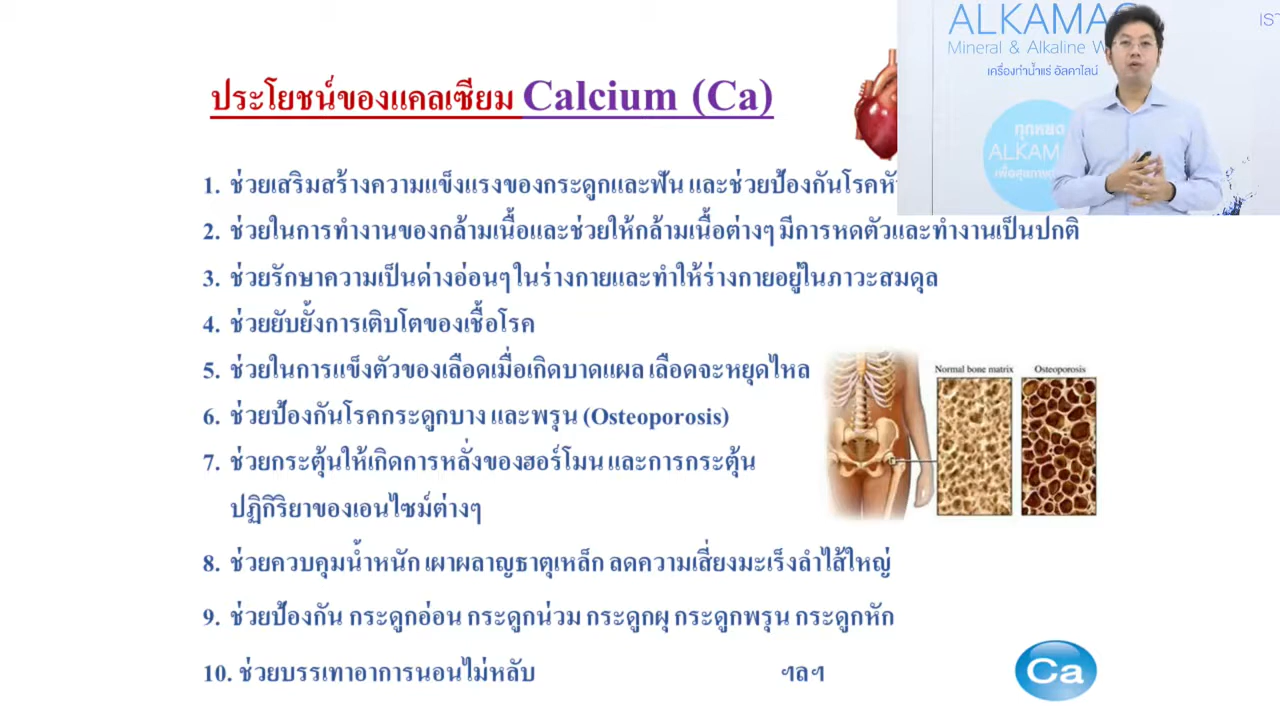 ALKAMAC
Mineral & Alkaline
เครื่องทำน้ำแร่ อัลคาไลน์
ทุกหยด
ALKAM
ประโยชน์ของแคลเซียม Calcium (Ca)
1. ช่วยเสริมสร้างความแข็งแรงของกระดูกและฟัน และช่วยป้องกันโรคหั
2. ช่วยในการทำงานของกล้ามเนื้อและช่วยให้กล้ามเนื้อต่างๆ มีการหดตัวและทำงานเป็นปกติ
3. ช่วยรักษาความเป็นด่างอ่อนๆ ในร่างกายและทำให้ร่างกายอยู่ในภาวะสมดุล
4. ช่วยยับยั้งการเติบโตของเชื้อโรค
5. ช่วยในการแข็งตัวของเลือดเมื่อเกิดบาดแผล เลือดจะหยุดไหล
Normal bone matrix Osteoporosis
6. ช่วยป้องกันโรคกระดูกบาง และพรุน (Osteoporosis)
7. ช่วยกระตุ้นให้เกิดการหลั่งของฮอร์โมน และการกระตุ้น
ปฏิกิริยาของเอนไซม์ต่างๆ
8. ช่วยควบคุมน้ำหนัก เผาผลาญธาตุเหล็ก ลดความเสี่ยงมะเร็งลำไส้ใหญ่
9. ช่วยป้องกัน กระดูกอ่อน กระดูกน่วม กระดูกผุ กระดูกพรุน กระดูกหัก
10. ช่วยบรรเทาอาการนอนไม่หลับ ฯลฯ
Ca